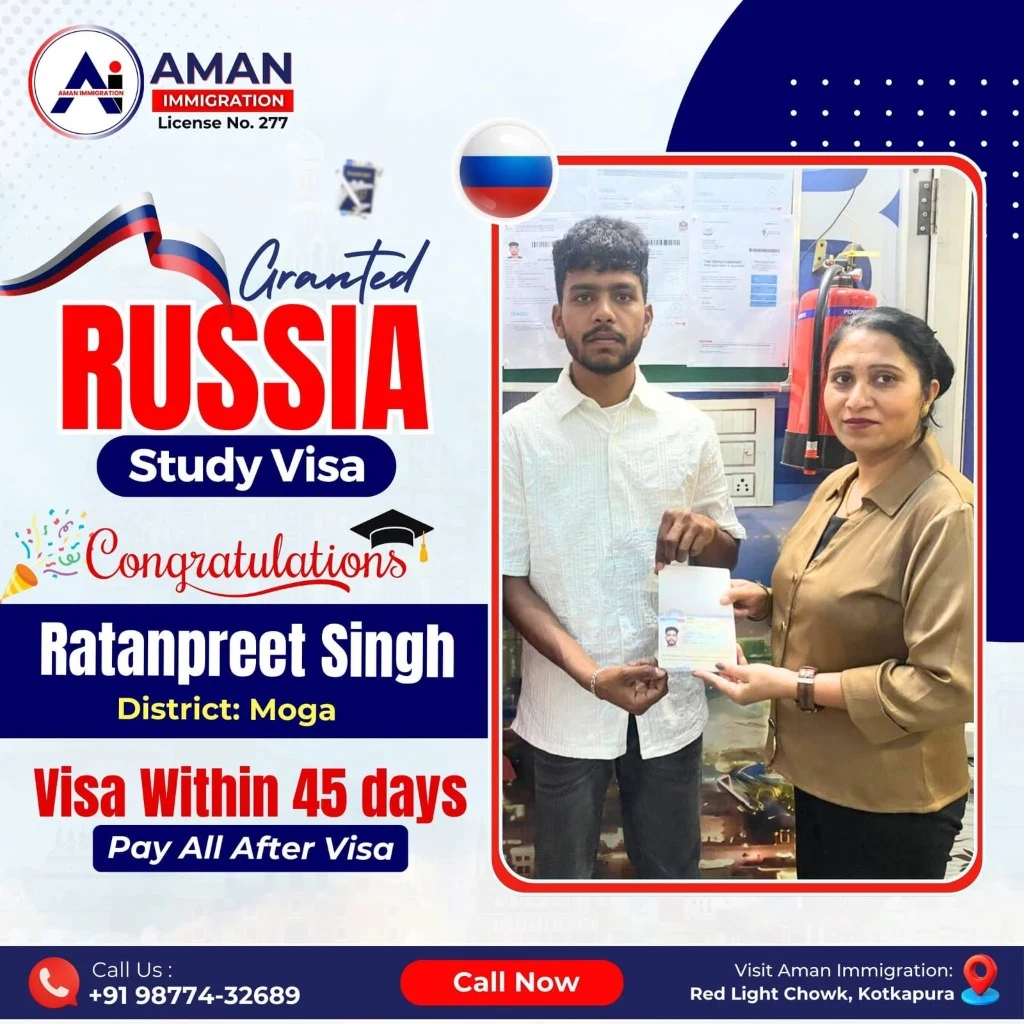 Ai
AMAN IMMIGRATION
AMAN
IMMIGRATION
License No. 277
Granted
RUSSIA
Study Visa
Congratulations
Ratanpreet Singh
District: Moga
Visa Within 45 days
Pay All After Visa
Call Us :
+91 98774-32689
Call Now
Visit Aman Immigration:
Red Light Chowk, Kotkapura